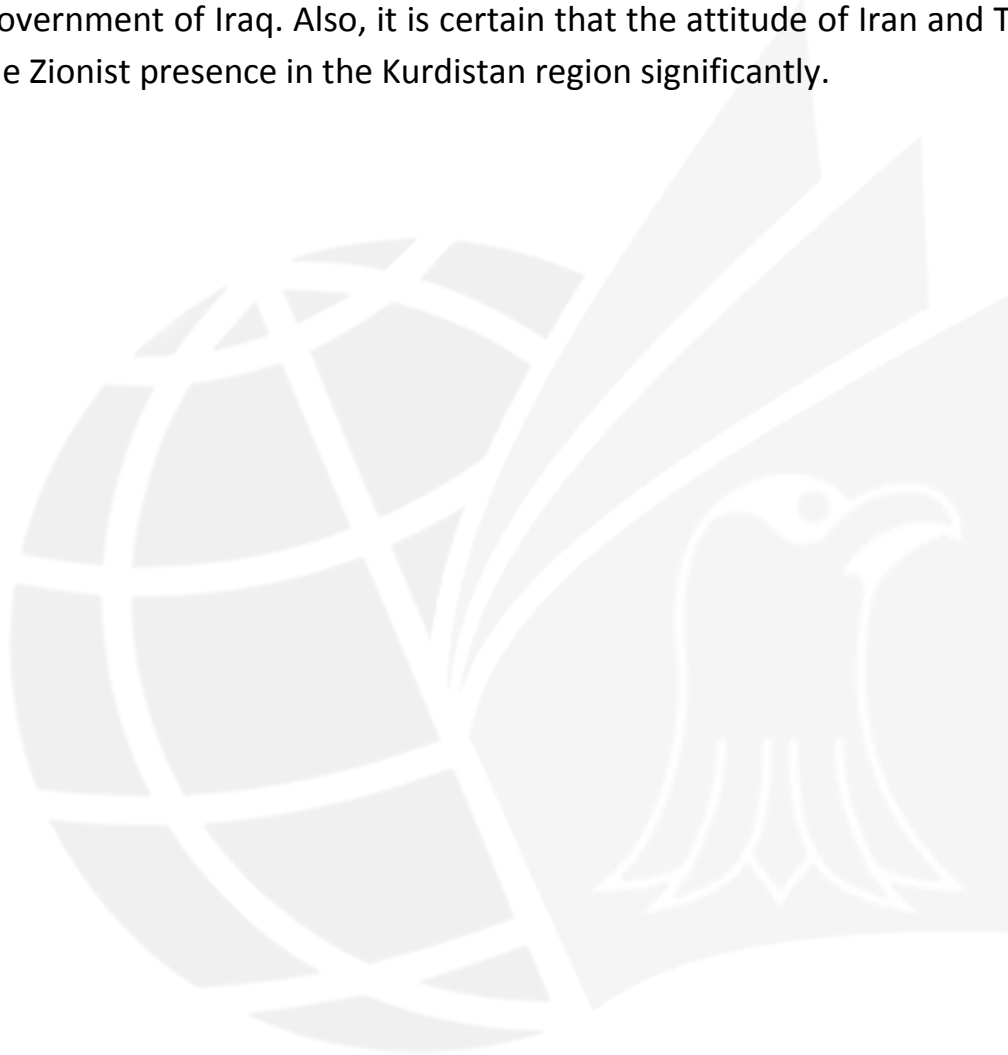 overnment of Iraq. Also, it is certain that the attitude of Iran and T
e Zionist presence in the Kurdistan region significantly.